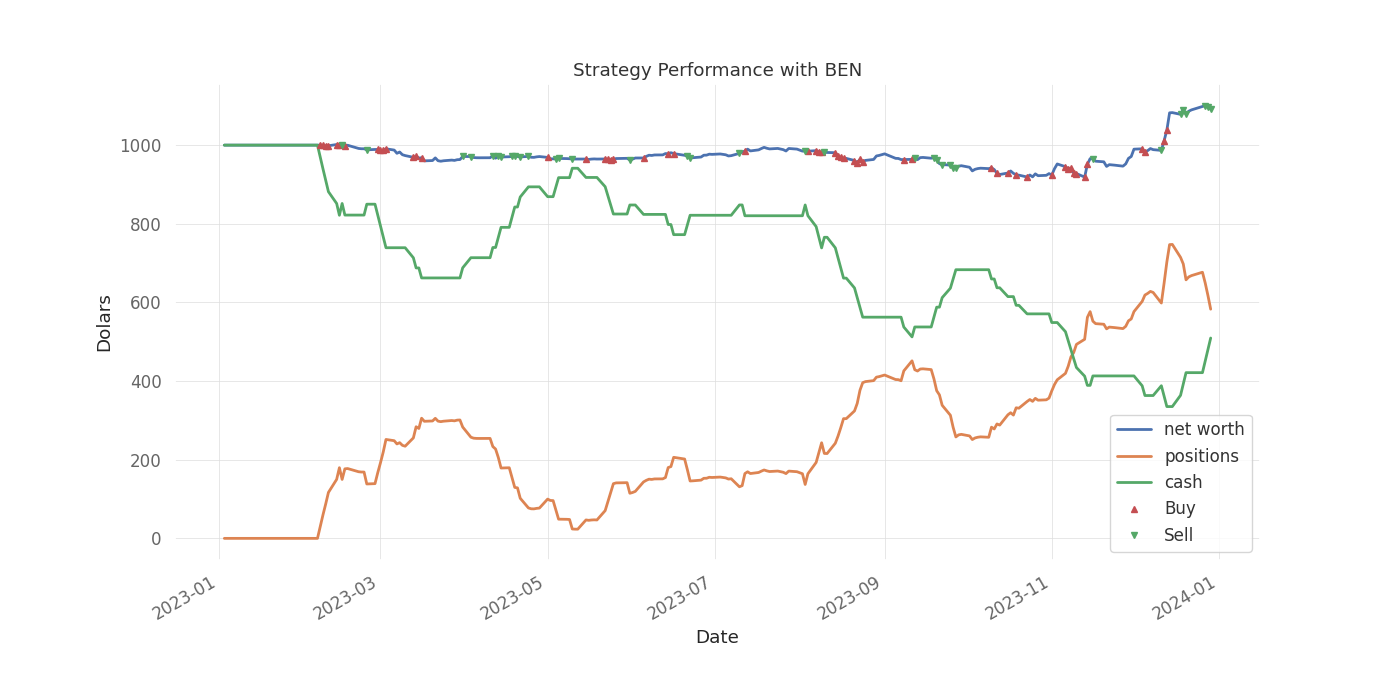 Strategy Performance with BEN
Dolars
1000
800
600
400
200
0
net worth
positions
cash
Buy
Sell
2023-01
2023-03
2023-05
2023-07
2023-09
2023-11
2024-01
Date